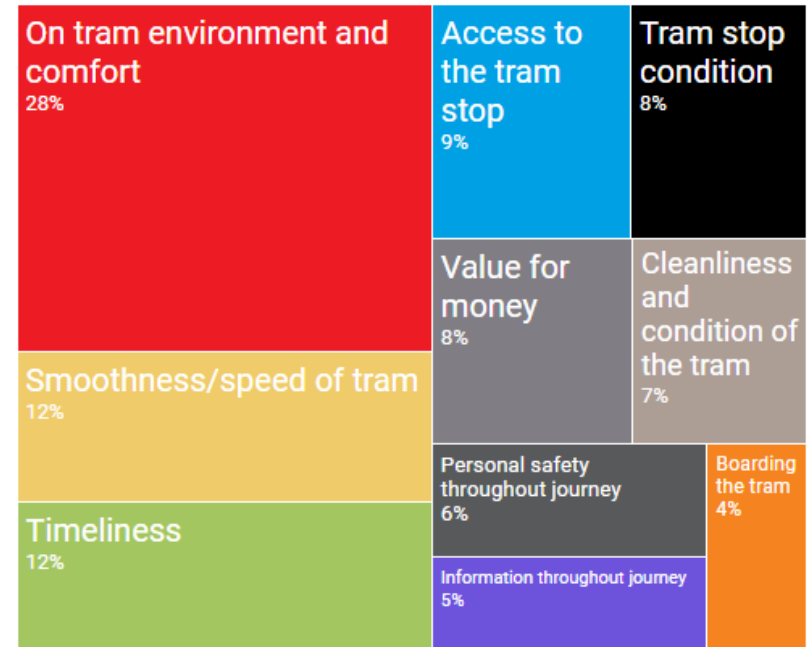 On tram environment and
comfort
28%
Smoothness/speed of tram
12%
Timeliness
12%
Access to
the tram
stop
9%
Tram stop
condition
8%
Value for
money
8%
Cleanliness
and
condition of
the tram
7%
Personal safety
throughout journey
6%
Information throughout journey
5%
Boarding
the tram
4%